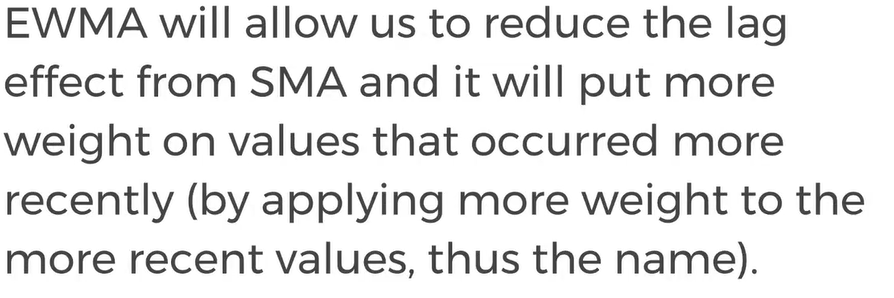 EWMA will allow us to reduce the lag
effect from SMA and it will put more
weight on values that occurred more
recently (by applying more weight to the
more recent values, thus the name).